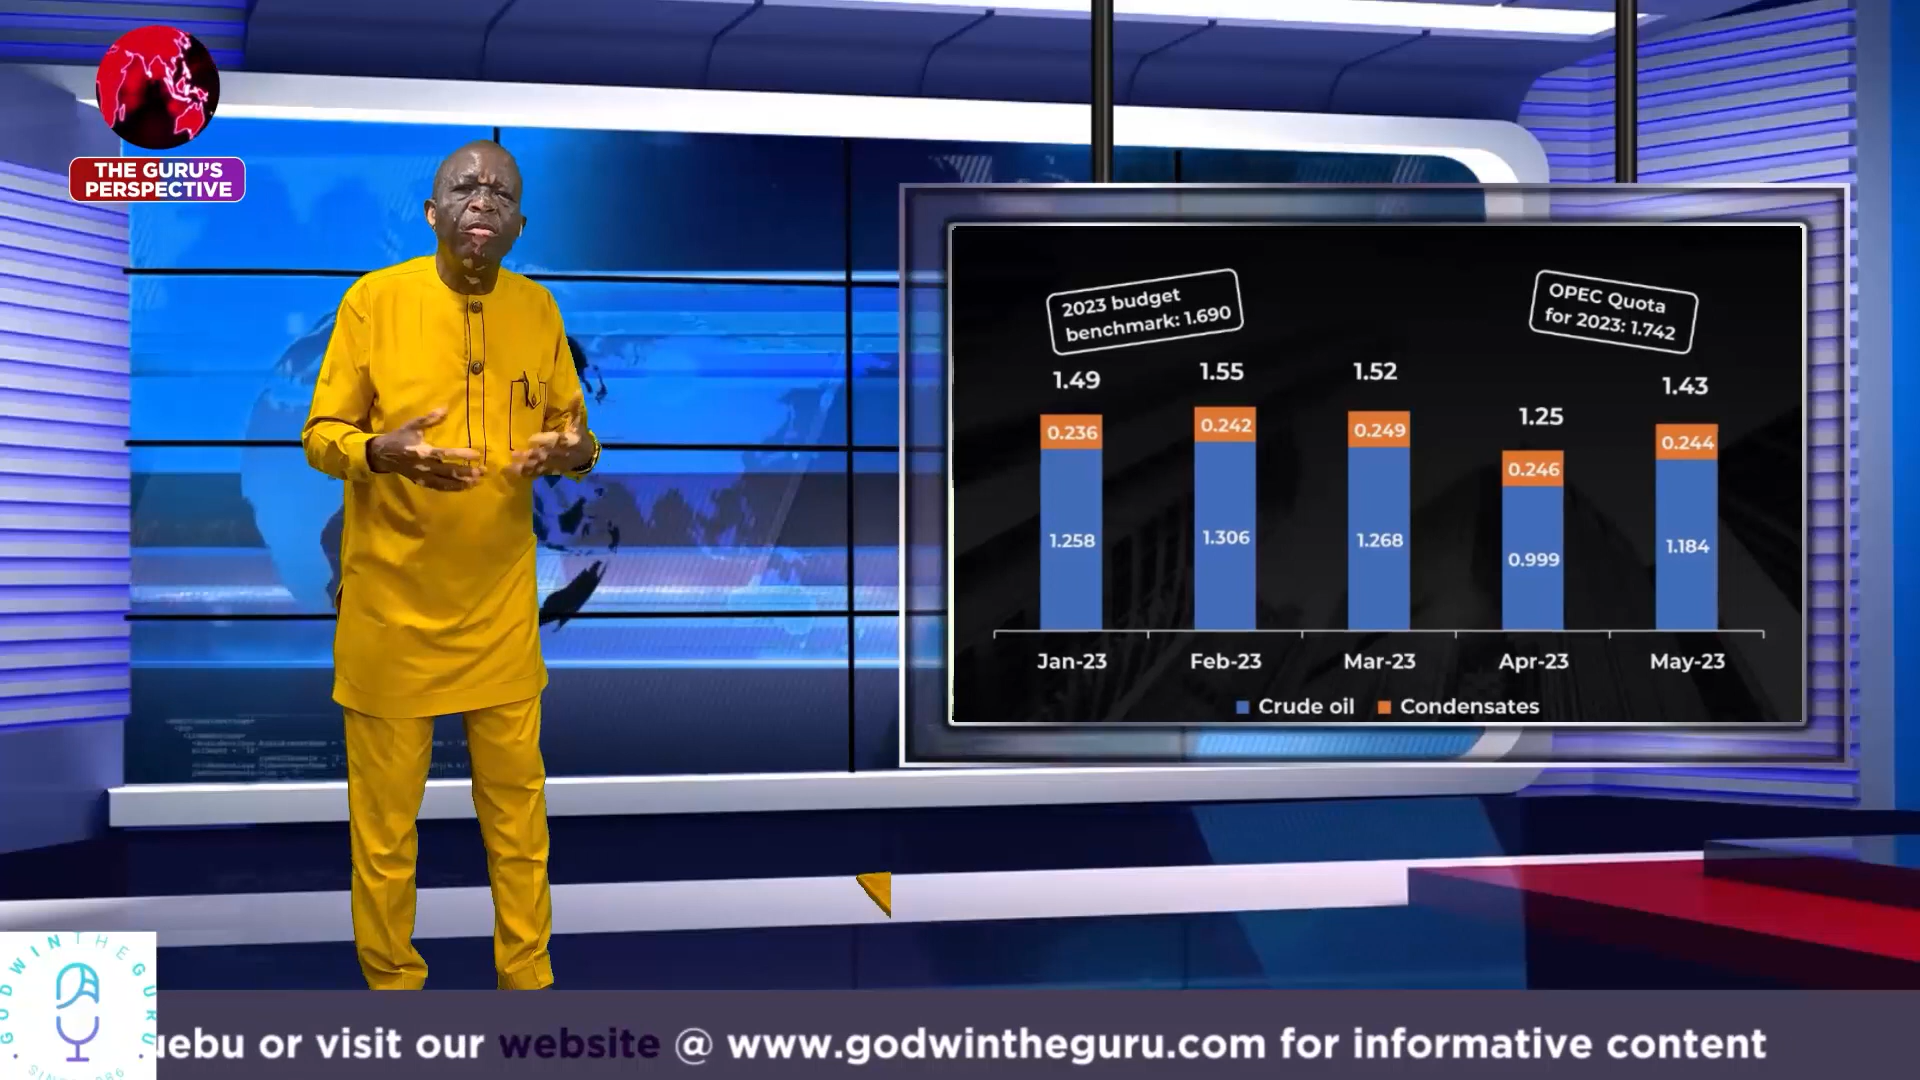 THE GURU'S
PERSPECTIVE
2023 budget
benchmark: 1.690
OPEC Quota
for 2023: 1.742
1.49
1.55
1.52
1.25
1.43
0.236
0.242
0.249
0.246
0.244
1.258
1.306
1.268
0.999
1.184
Jan-23
Feb-23
Mar-23
Apr-23
May-23
Crude oil
Condensates
GODWIN THE GURU
uebu or visit our website @ www.godwintheguru.com for informative content